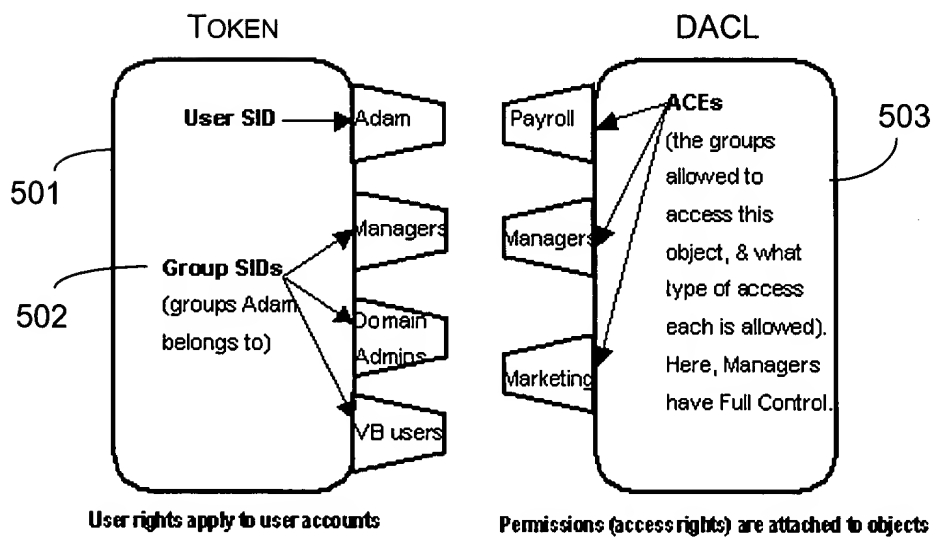 TOKEN
DACL
User SID
Adam
Payroll
ACEs
(the groups
allowed to
access this
object, & what
type of access
each is allowed).
Here, Managers
have Full Control.
503
501
Managers
Managers
Group SIDs
(groups Adam
belongs to)
502
Domain
Admins
Marketing
VB users
User rights apply to user accounts
Permissions (access rights) are attached to objects